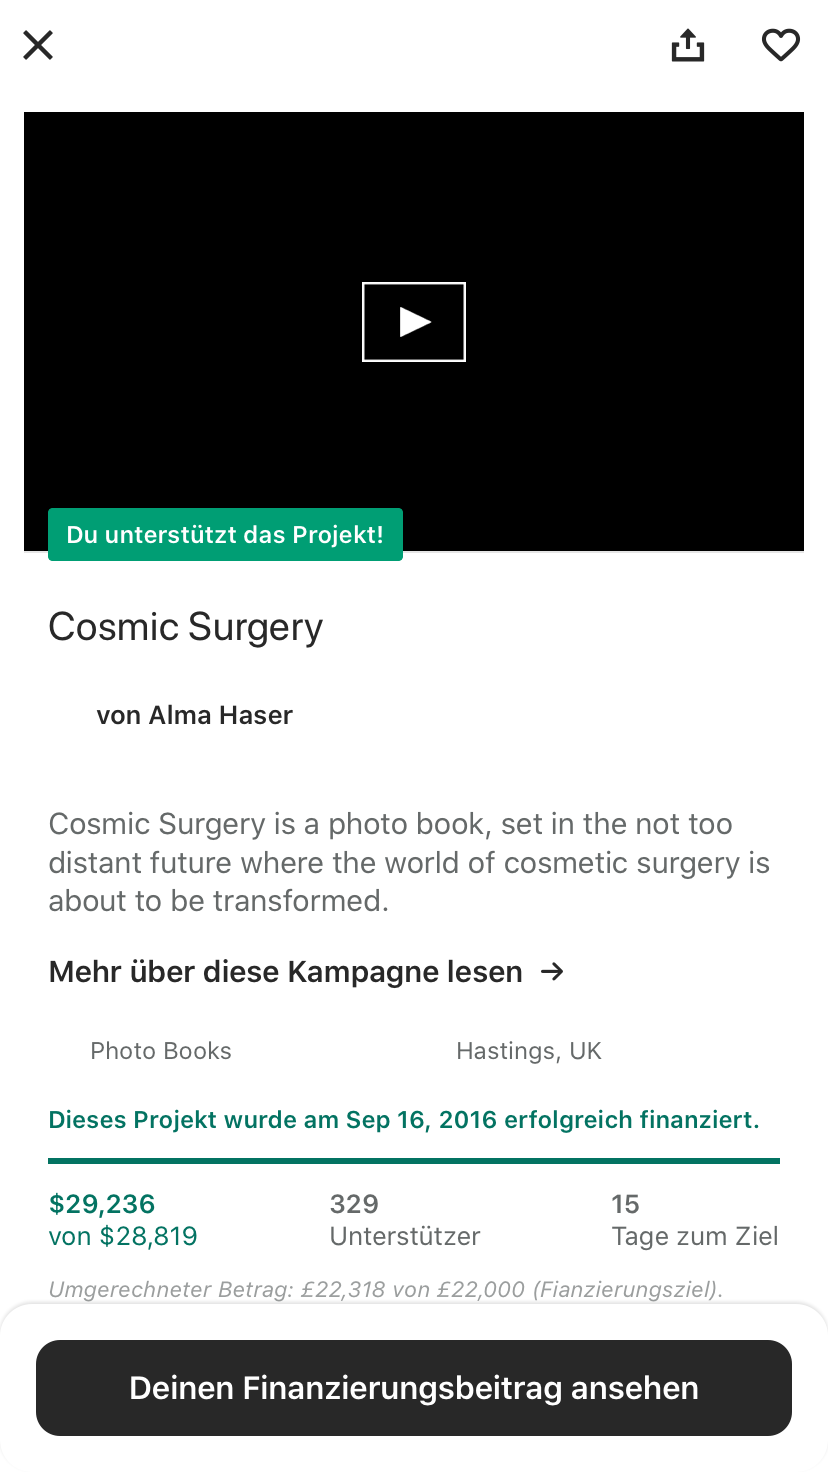 Du unterstützt das Projekt!
Cosmic Surgery
von Alma Haser
Cosmic Surgery is a photo book, set in the not too
distant future where the world of cosmetic surgery is
about to be transformed.
Mehr über diese Kampagne lesen →
Photo Books
Hastings, UK
Dieses Projekt wurde am Sep 16, 2016 erfolgreich finanziert.
$29,236
von $28,819
329
Unterstützer
15
Tage zum Ziel
Umgerechneter Betrag: £22,318 von £22,000 (Fianzierungsziel).
Deinen Finanzierungsbeitrag ansehen